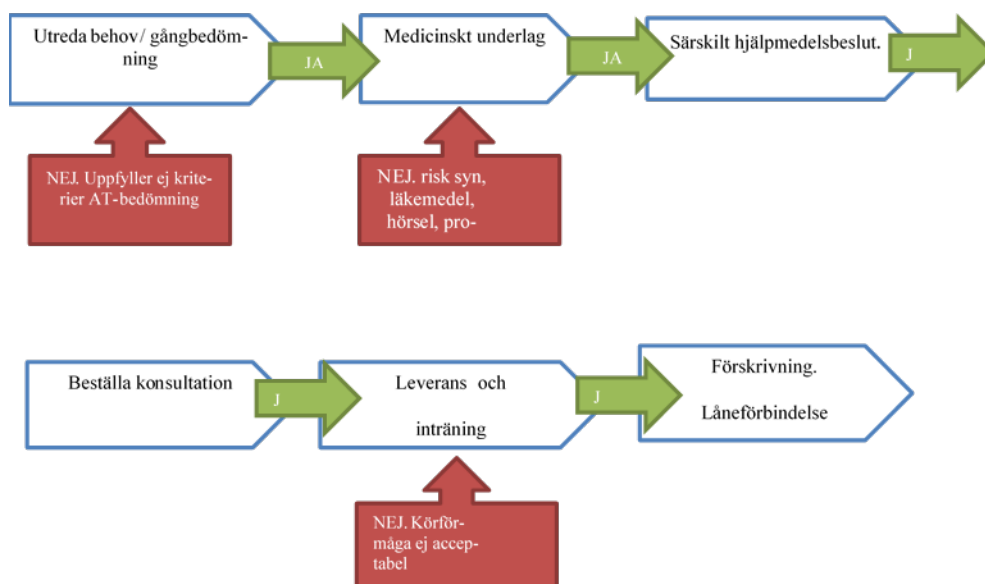 Utreda behov/ gångbedöm-
ning
JA
Medicinskt underlag
JA
Särskilt hjälpmedelsbeslut.
J
NEJ. Uppfyller ej krite-
rier AT-bedömning
NEJ. risk syn,
läkemedel,
hörsel, pro-
Beställa konsultation
J
Leverans och
inträning
J
Förskrivning.
Låneförbindelse
NEJ. Körför-
måga ej accep-
tabel